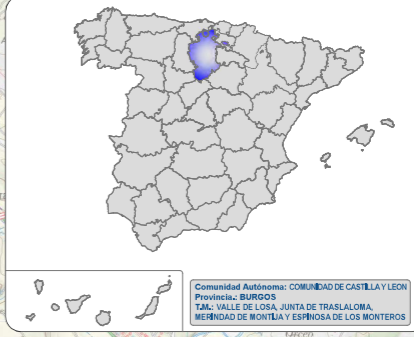 Comunidad Autónoma: COMUNIDAD DE CASTILLA Y LEON
Provincia.: BURGOS
T.M.: VALLE DE LOSA, JUNTA DE TRASLALOMA,
MERINDAD DE MONTIJA Y ESPINOSA DE LOS MONTEROS